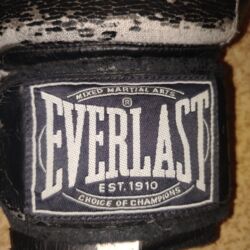 MIXED MARTIAL ARTS
®
EVERLAST
EST. 1910
CHOICE OF CHAMPIONS